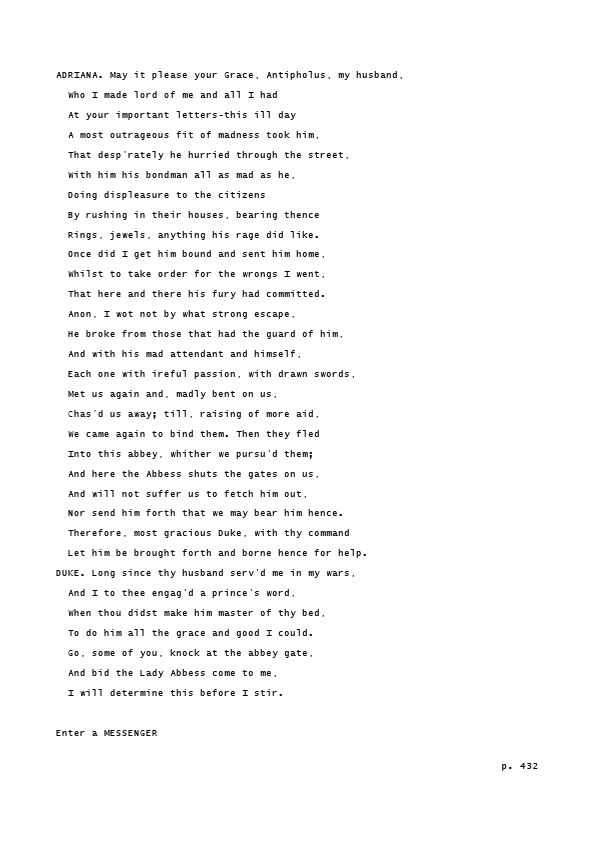 ADRIANA. May it please your Grace, Antipholus, my husband,
Who I made lord of me and all I had
At your important letters-this ill day
A most outrageous fit of madness took him,
That desp'rately he hurried through the street,
With him his bondman all as mad as he,
Doing displeasure to the citizens
By rushing in their houses, bearing thence
Rings, jewels, anything his rage did like.
Once did I get him bound and sent him home,
Whilst to take order for the wrongs I went,
That here and there his fury had committed.
Anon, I wot not by what strong escape,
He broke from those that had the guard of him,
And with his mad attendant and himself,
Each one with ireful passion, with drawn swords,
Met us again and, madly bent on us,
Chas'd us away; till, raising of more aid,
We came again to bind them. Then they fled
Into this abbey, whither we pursu'd them;
And here the Abbess shuts the gates on us,
And will not suffer us to fetch him out,
Nor send him forth that we may bear him hence.
Therefore, most gracious Duke, with thy command
Let him be brought forth and borne hence for help.
DUKE. Long since thy husband serv'd me in my wars,
And I to thee engag'd a prince's word,
When thou didst make him master of thy bed,
To do him all the grace and good I could.
Go, some of you, knock at the abbey gate,
And bid the Lady Abbess come to me,
I will determine this before I stir.
Enter a MESSENGER
p. 432